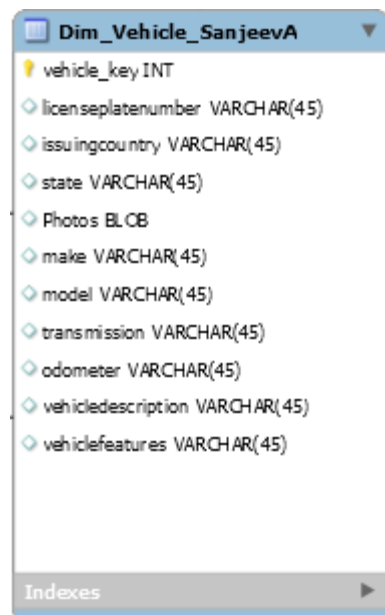 Dim_Vehicle_SanjeevA
vehicle_key INT
licenseplatenumber VARCHAR(45)
issuingcountry VARCHAR(45)
state VARCHAR(45)
Photos BLOB
make VARCHAR(45)
model VARCHAR(45)
transmission VARCHAR(45)
odometer VARCHAR(45)
vehicledescription VARCHAR(45)
vehiclefeatures VARCHAR(45)
Indexes